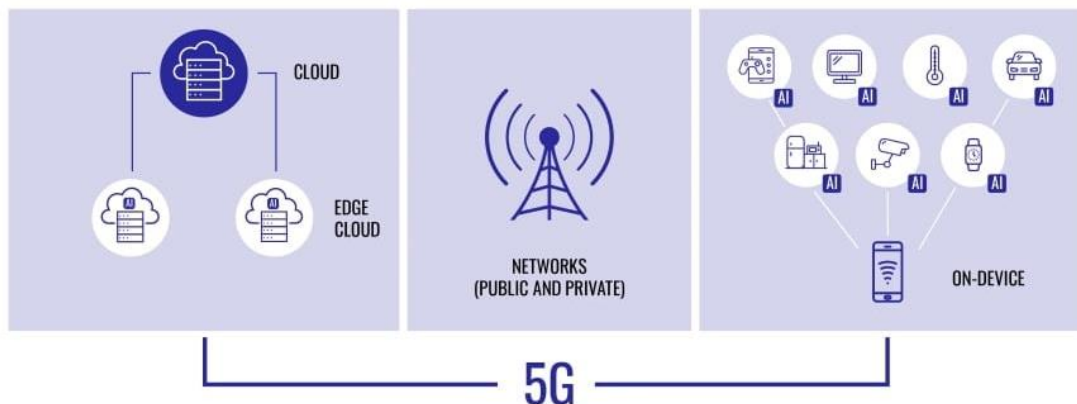 CLOUD
AI
AI
EDGE
CLOUD
NETWORKS
(PUBLIC AND PRIVATE)
AI
AI
AI
AI
AI
AI
AI
ON-DEVICE
5G